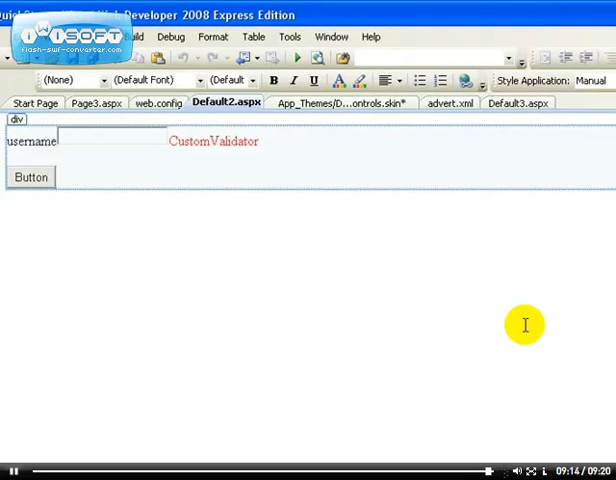 Developer 2008 Express Edition
iWiSOFT
flash-swf-converter.com
Debug Format Table Tools Window Help
(None) (Default Font) (Default B I U A Style Application: Manual
Start Page Page3.aspx web.config Default2.aspx App_Themes/D...ontrols.skin* advert.xml Default3.aspx
div
username CustomValidator
Button
09:14 / 09:20